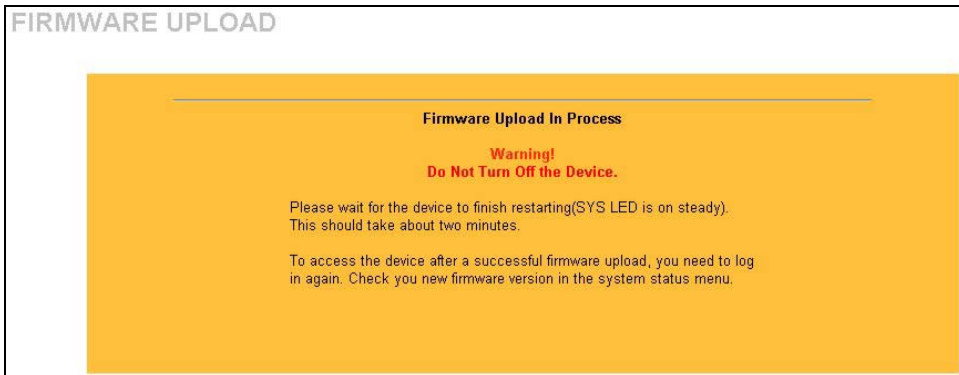 FIRMWARE UPLOAD
Firmware Upload In Process
Warning!
Do Not Turn Off the Device.
Please wait for the device to finish restarting(SYS LED is on steady).
This should take about two minutes.
To access the device after a successful firmware upload, you need to log
in again. Check you new firmware version in the system status menu.